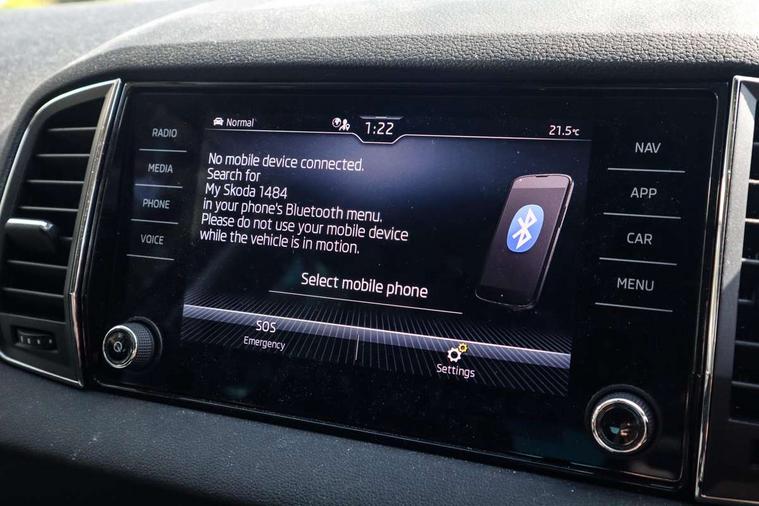 RADIO
MEDIA
PHONE
VOICE
Normal
1:22
21.5°C
No mobile device connected.
Search for
My Skoda 1484
in your phone's Bluetooth menu.
Please do not use your mobile device
while the vehicle is in motion.
Select mobile phone
SOS
Emergency
Settings
NAV
APP
CAR
MENU